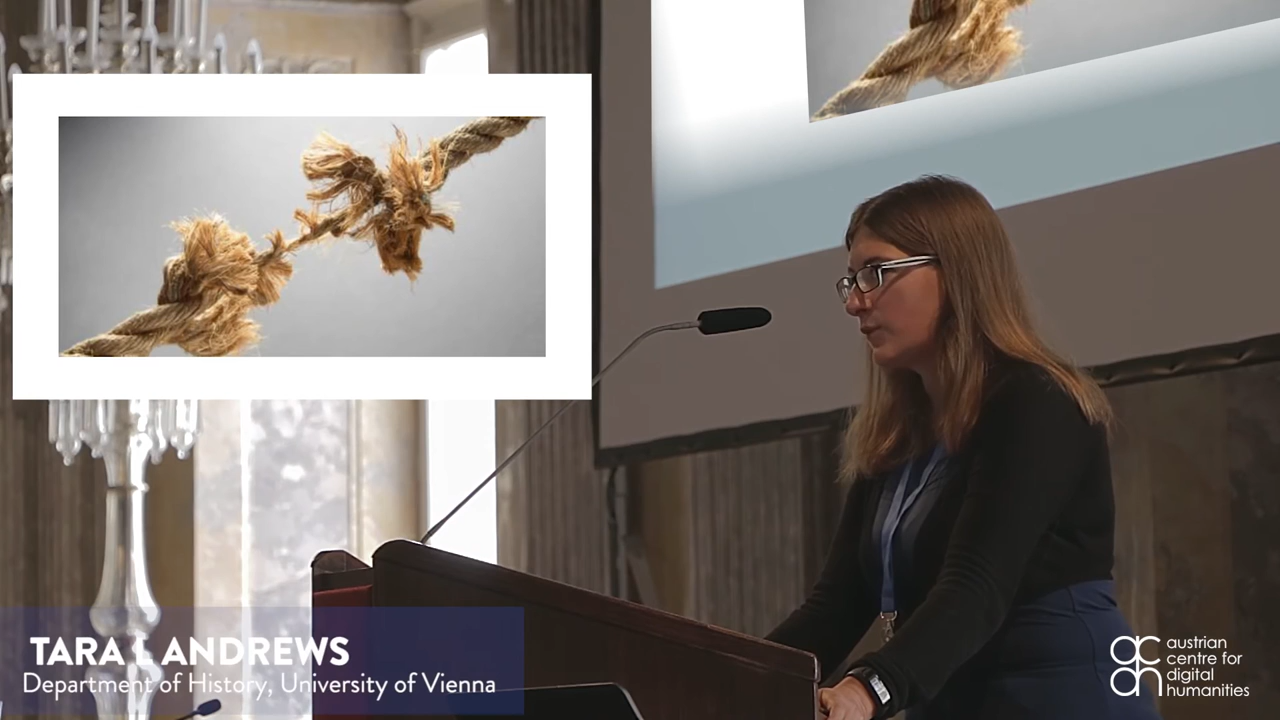 TARA L ANDREWS
Department of History, University of Vienna
austrian
centre for
digital
humanities